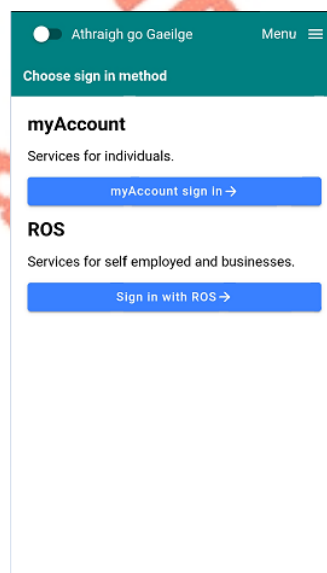 Athraigh go Gaeilge Menu
Choose sign in method
myAccount
Services for individuals.
myAccount sign in →
ROS
Services for self employed and businesses.
Sign in with ROS →